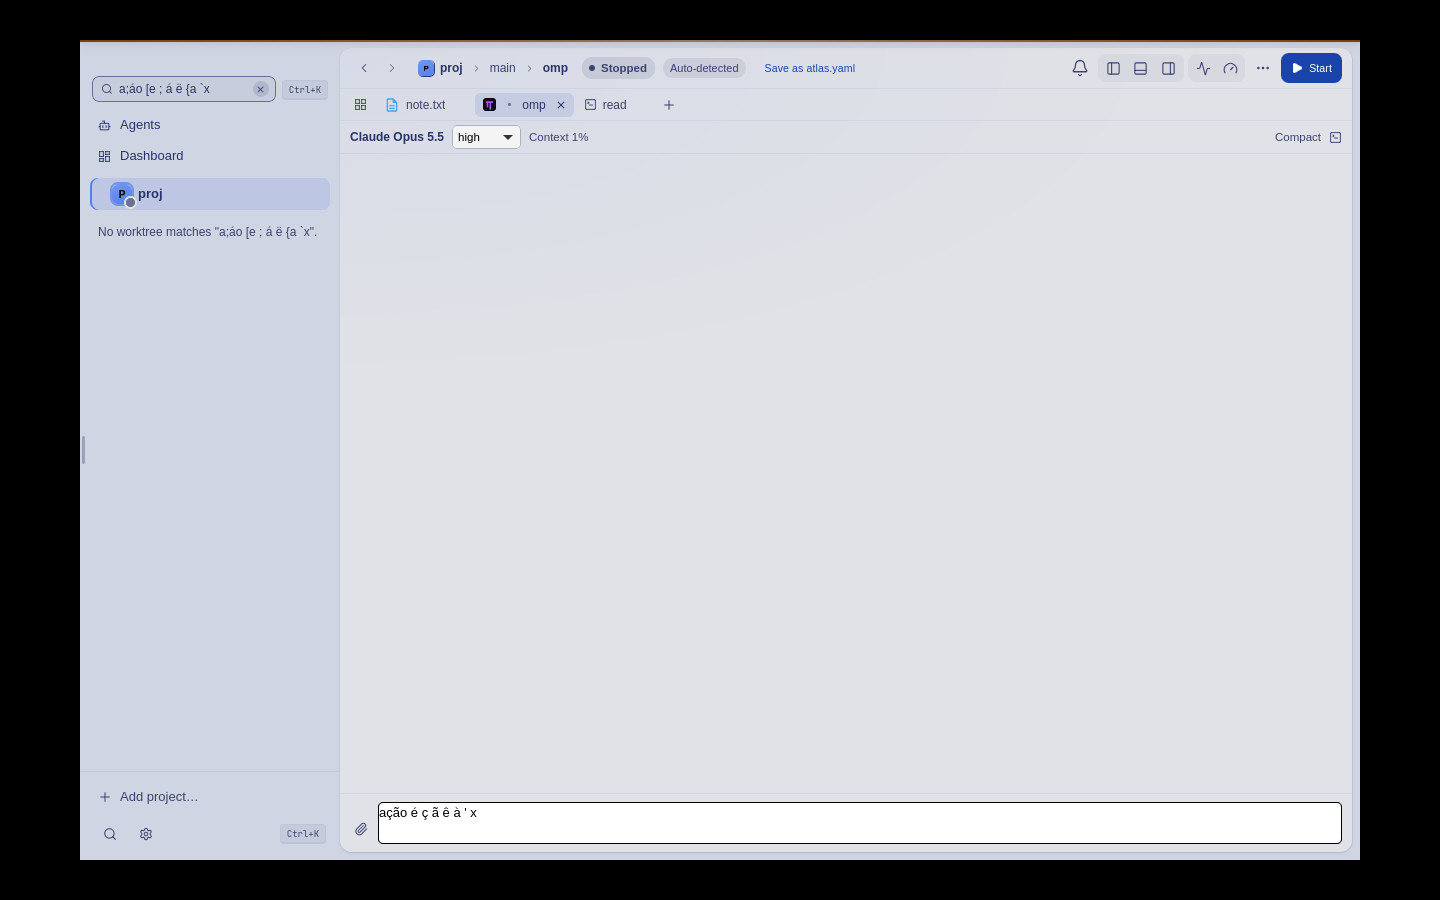 a;áo [e ; á ë {a `x
Ctrl+K
Agents
Dashboard
P proj
No worktree matches "a;áo [e ; á ë {a `x".
Add project…
Ctrl+K
P proj › main › omp
Stopped
Auto-detected
Save as atlas.yaml
Start
note.txt
omp
read
Claude Opus 5.5
high
Context 1%
Compact
ação é ç ã ê à ' x